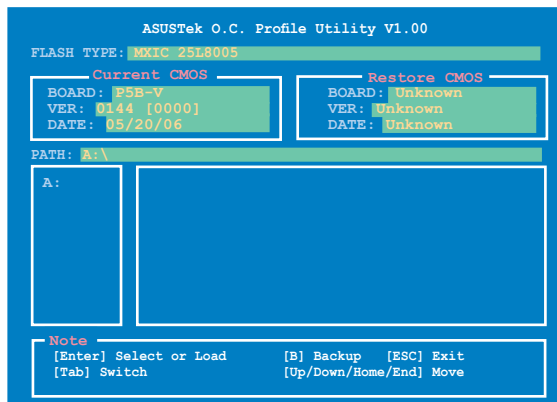 ASUSTek O.C. Profile Utility V1.00
FLASH TYPE: MXIC 25L8005
Current CMOS
BOARD: P5B-V
VER: 0144 [0000]
DATE: 05/20/06
Restore CMOS
BOARD: Unknown
VER: Unknown
DATE: Unknown
PATH: A:\
A:
Note
[Enter] Select or Load [B] Backup [ESC] Exit
[Tab] Switch [Up/Down/Home/End] Move